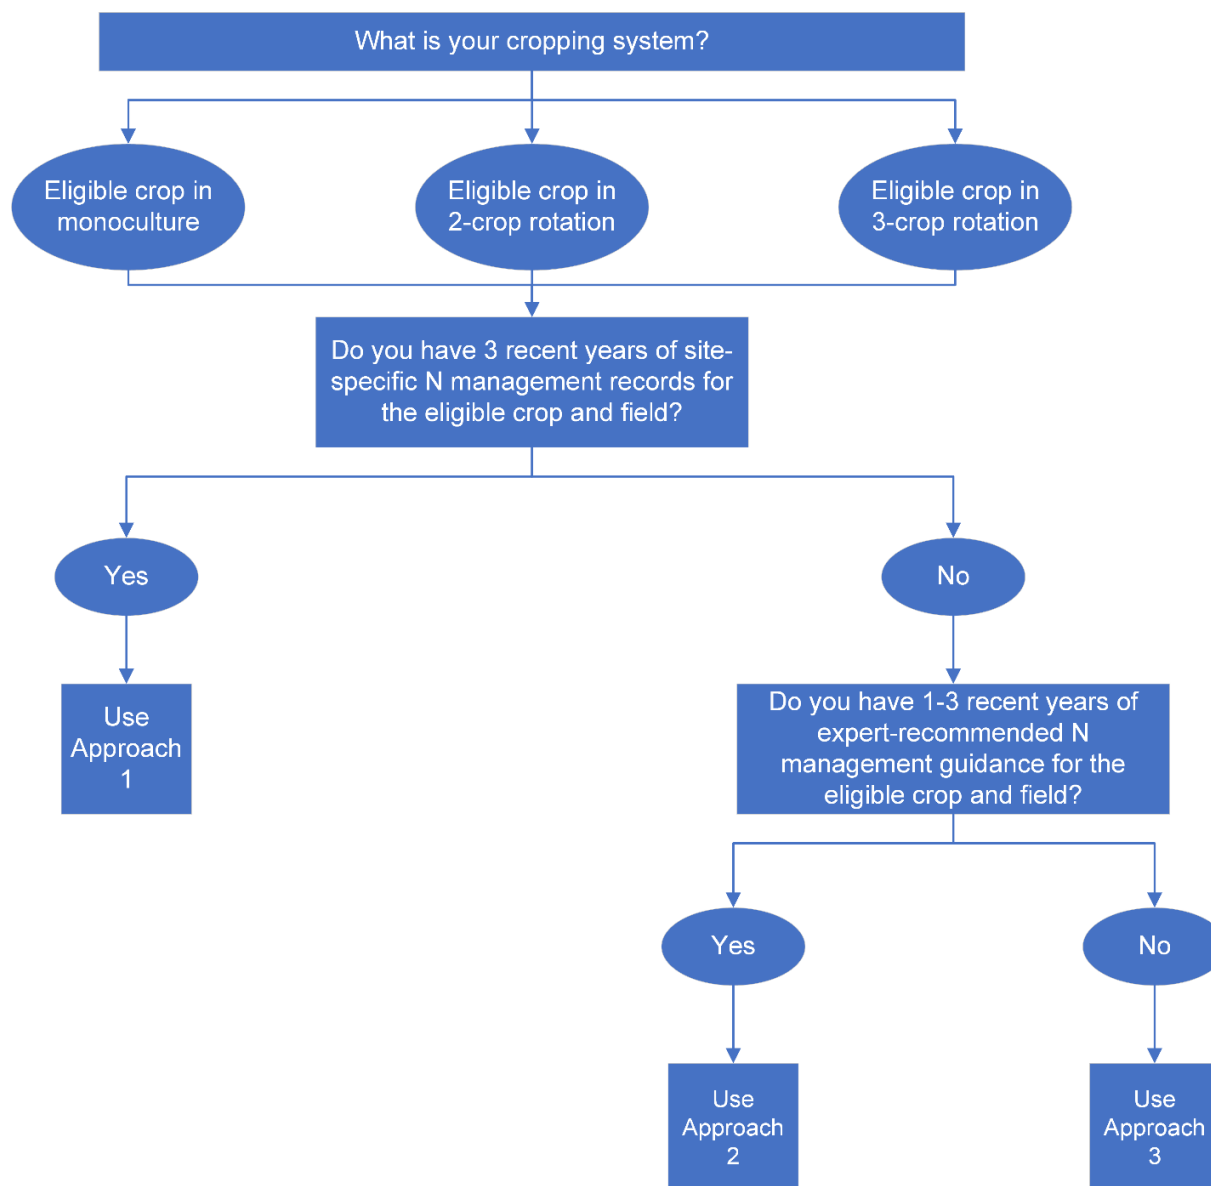 What is your cropping system?
Eligible crop in
monoculture
Eligible crop in
2-crop rotation
Eligible crop in
3-crop rotation
Do you have 3 recent years of site-
specific N management records for
the eligible crop and field?
Yes
No
Use
Approach
1
Do you have 1-3 recent years of
expert-recommended N
management guidance for the
eligible crop and field?
Yes
No
Use
Approach
2
Use
Approach
3